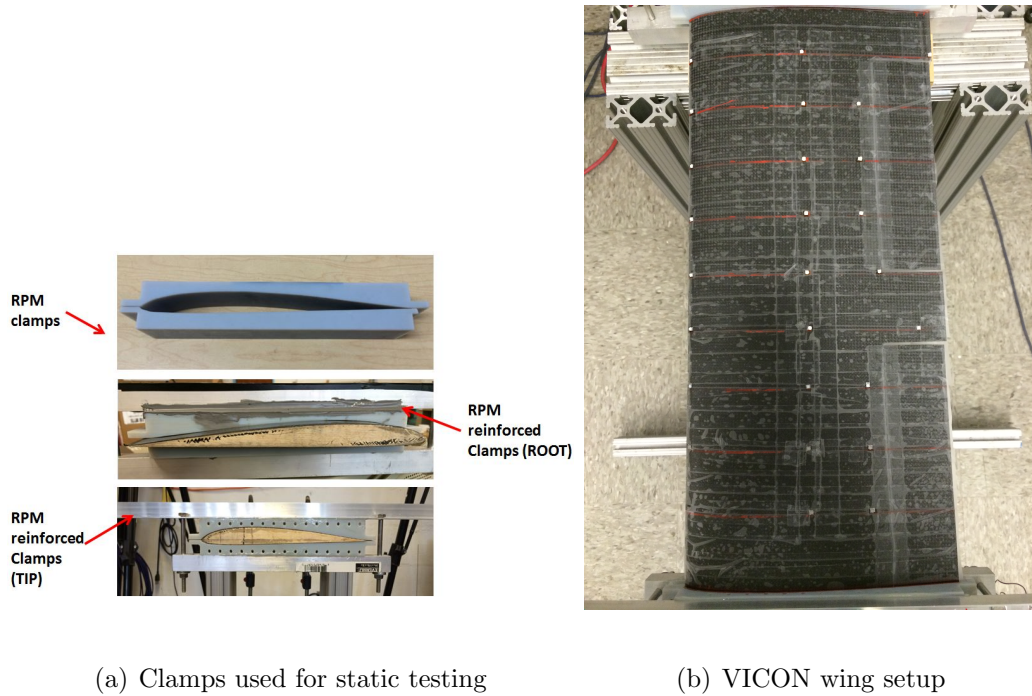 RPM
clamps
RPM
reinforced
Clamps (ROOT)
RPM
reinforced
Clamps
(TIP)
(a) Clamps used for static testing
(b) VICON wing setup